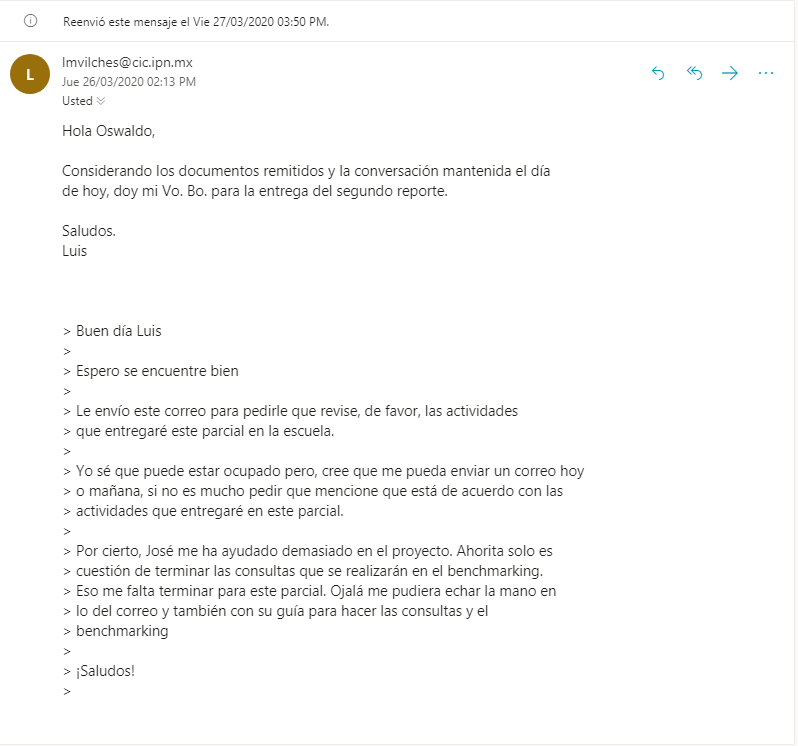 Reenvió este mensaje el Vie 27/03/2020 03:50 PM.
L
lmvilches@cic.ipn.mx
Jue 26/03/2020 02:13 PM
Usted
Hola Oswaldo,
Considerando los documentos remitidos y la conversación mantenida el día
de hoy, doy mi Vo. Bo. para la entrega del segundo reporte.
Saludos.
Luis
> Buen día Luis
>
> Espero se encuentre bien
>
> Le envío este correo para pedirle que revise, de favor, las actividades
> que entregaré este parcial en la escuela.
>
> Yo sé que puede estar ocupado pero, cree que me pueda enviar un correo hoy
> o mañana, si no es mucho pedir que mencione que está de acuerdo con las
> actividades que entregaré en este parcial.
>
> Por cierto, José me ha ayudado demasiado en el proyecto. Ahorita solo es
> cuestión de terminar las consultas que se realizarán en el benchmarking.
> Eso me falta terminar para este parcial. Ojalá me pudiera echar la mano en
> lo del correo y también con su guía para hacer las consultas y el
> benchmarking
>
> ¡Saludos!
>